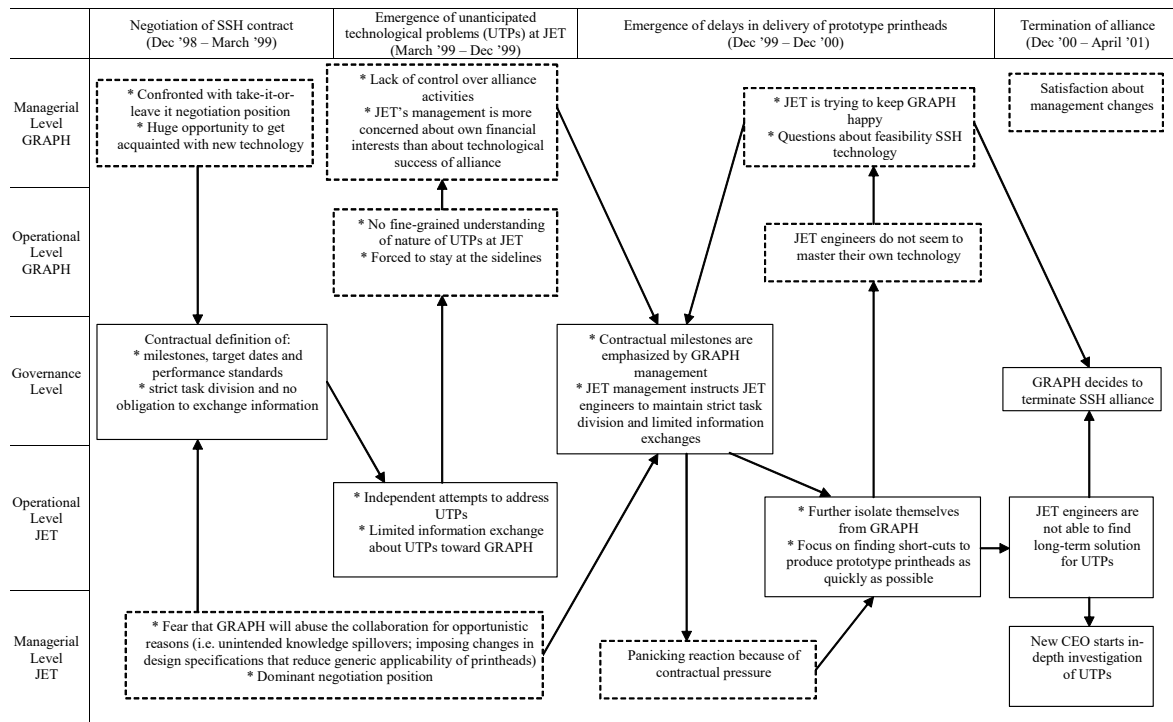 Negotiation of SSH contract
(Dec '98 – March '99)
Emergence of unanticipated
technological problems (UTPs) at JET
(March '99 – Dec '99)
Emergence of delays in delivery of prototype printheads
(Dec '99 – Dec '00)
Termination of alliance
(Dec '00 – April '01)
Managerial
Level
GRAPH
* Confronted with take-it-or-
leave it negotiation position
* Huge opportunity to get
acquainted with new technology
* Lack of control over alliance
activities
* JET's management is more
concerned about own financial
interests than about technological
success of alliance
* JET is trying to keep GRAPH
happy
* Questions about feasibility SSH
technology
Satisfaction about
management changes
Operational
Level
GRAPH
* No fine-grained understanding
of nature of UTPs at JET
* Forced to stay at the sidelines
JET engineers do not seem to
master their own technology
Governance
Level
Contractual definition of:
* milestones, target dates and
performance standards
* strict task division and no
obligation to exchange information
* Contractual milestones are
emphasized by GRAPH
management
* JET management instructs JET
engineers to maintain strict task
division and limited information
exchanges
GRAPH decides to
terminate SSH alliance
Operational
Level
JET
* Independent attempts to address
UTPs
* Limited information exchange
about UTPs toward GRAPH
* Further isolate themselves
from GRAPH
* Focus on finding short-cuts to
produce prototype printheads as
quickly as possible
JET engineers are
not able to find
long-term solution
for UTPs
Managerial
Level
JET
* Fear that GRAPH will abuse the collaboration for opportunistic
reasons (i.e. unintended knowledge spillovers; imposing changes in
design specifications that reduce generic applicability of printheads)
* Dominant negotiation position
Panicking reaction because of
contractual pressure
New CEO starts in-
depth investigation
of UTPs